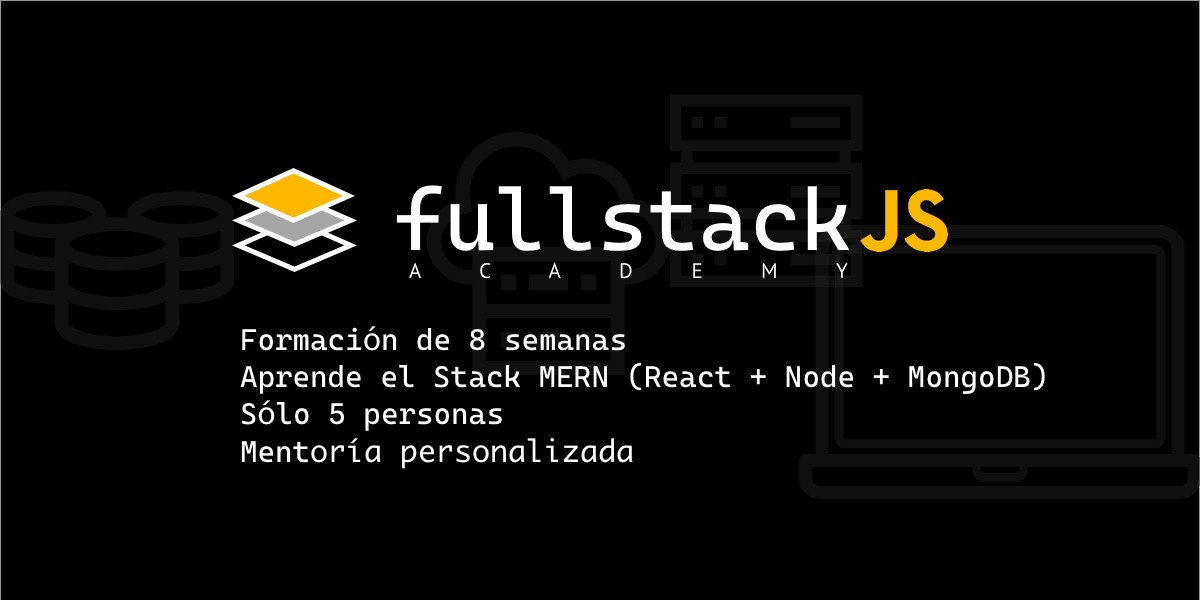 fullstackJS
ACADEMY
Formación de 8 semanas
Aprende el Stack MERN (React + Node + MongoDB)
Sólo 5 personas
Mentoría personalizada